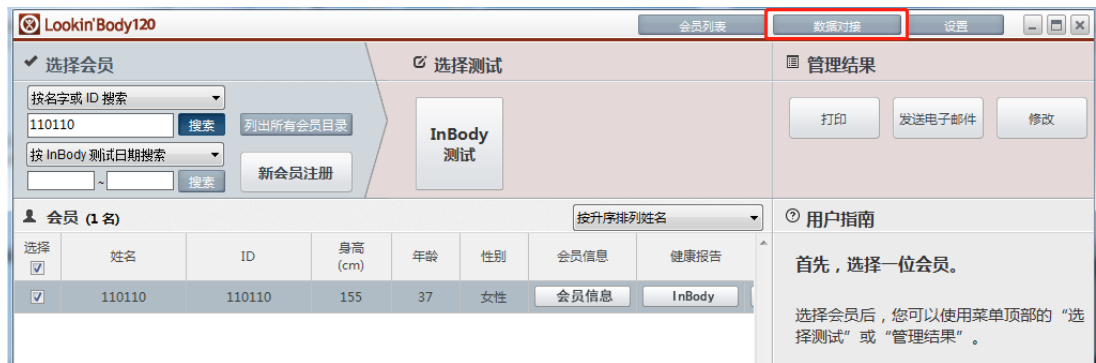 Lookin'Body120
会员列表
数据对接
设置
选择会员
按名字或 ID 搜索
110110
搜索
列出所有会员目录
按 InBody 测试日期搜索
~
搜索
新会员注册
选择测试
InBody
测试
管理结果
打印
发送电子邮件
修改
会员 (1 名)
按升序排列姓名
选择
姓名
ID
身高
(cm)
年龄
性别
会员信息
健康报告
110110
110110
155
37
女性
会员信息
InBody
用户指南
首先，选择一位会员。
选择会员后，您可以使用菜单顶部的“选
择测试”或“管理结果”。